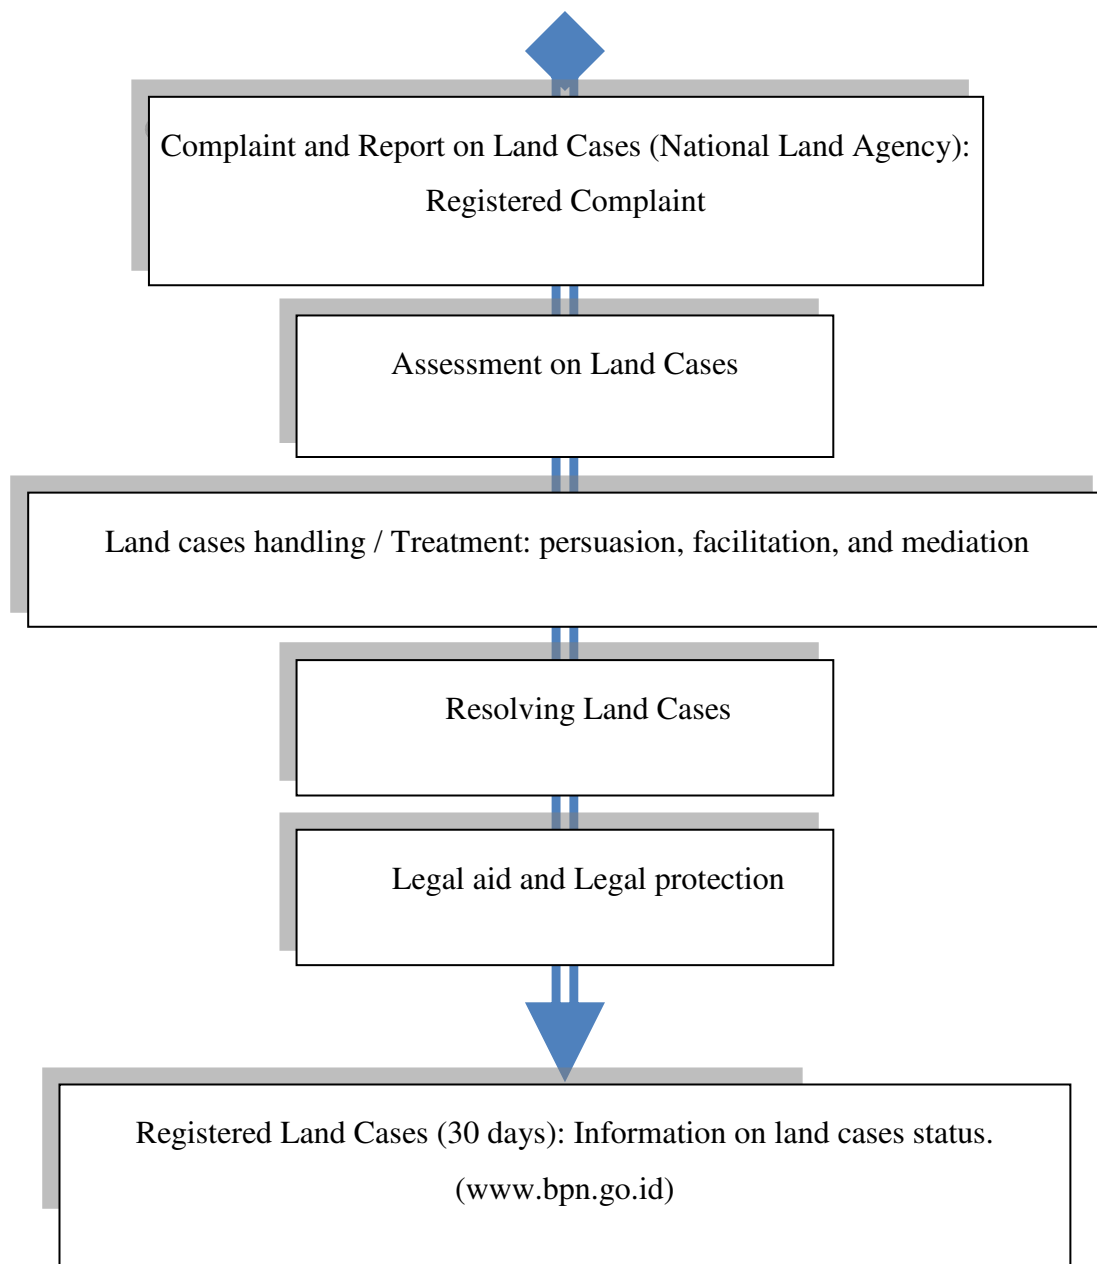 Complaint and Report on Land Cases (National Land Agency):
Registered Complaint
Assessment on Land Cases
Land cases handling / Treatment: persuasion, facilitation, and mediation
Resolving Land Cases
Legal aid and Legal protection
Registered Land Cases (30 days): Information on land cases status.
(www.bpn.go.id)